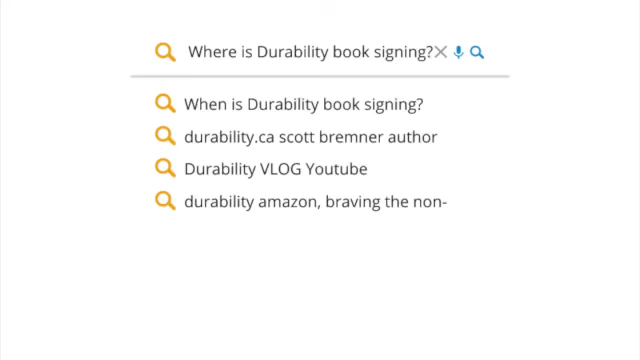 Where is Durability book signing?
When is Durability book signing?
durability.ca scott bremner author
Durability VLOG Youtube
durability amazon, braving the non-